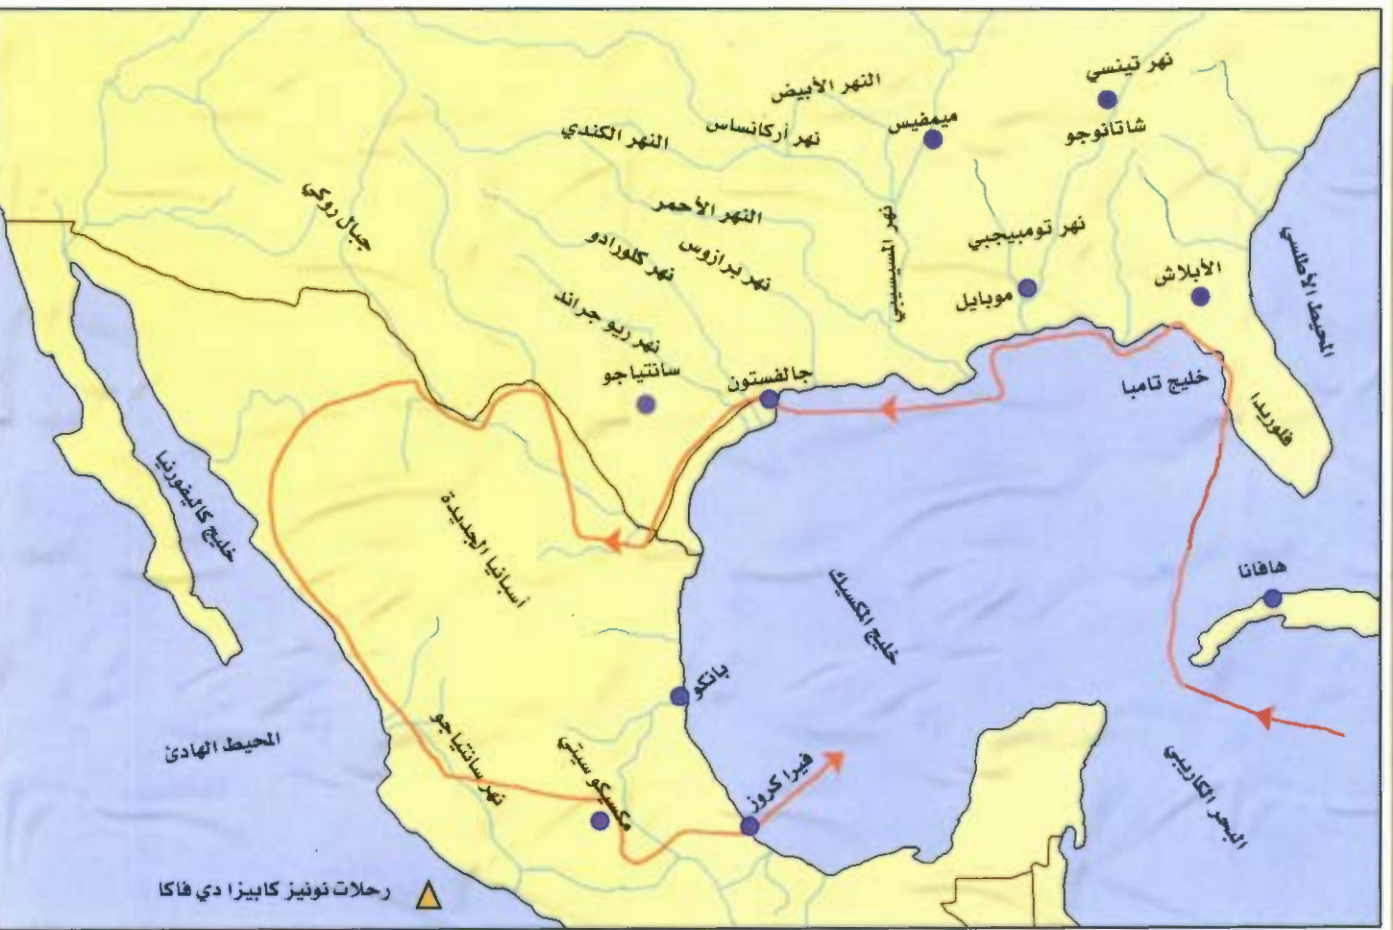 نهر تينسي
شاتانوجو
النهر الأبيض
ميمفيس
نهر أركانساس
النهر الكندي
جبال روكي
النهر الأحمر
نهر برازوس
نهر كلورادو
نهر ريو جراند
نهر المسيسيبي
نهر تومبيجبي
موبايل
الأبلاش
المحيط الأطلسي
سانتياجو
جالفستون
خليج تامبا
فلوريدا
خليج كاليفورنيا
أسبانيا الجديدة
خليج المكسيك
هافانا
پانكو
المحيط الهادئ
نهر سانتياجو
مكسيكو سيتي
فيرا كروز
البحر الكاريبي
رحلات نونيز كابيزا دي فاكا